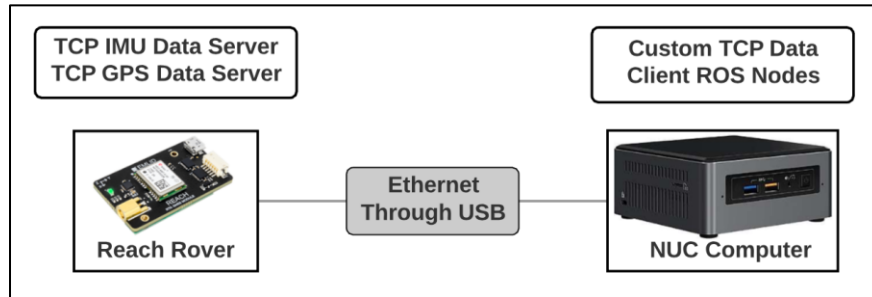 TCP IMU Data Server
TCP GPS Data Server
Custom TCP Data
Client ROS Nodes
Ethernet
Through USB
REACH
Reach Rover
NUC Computer